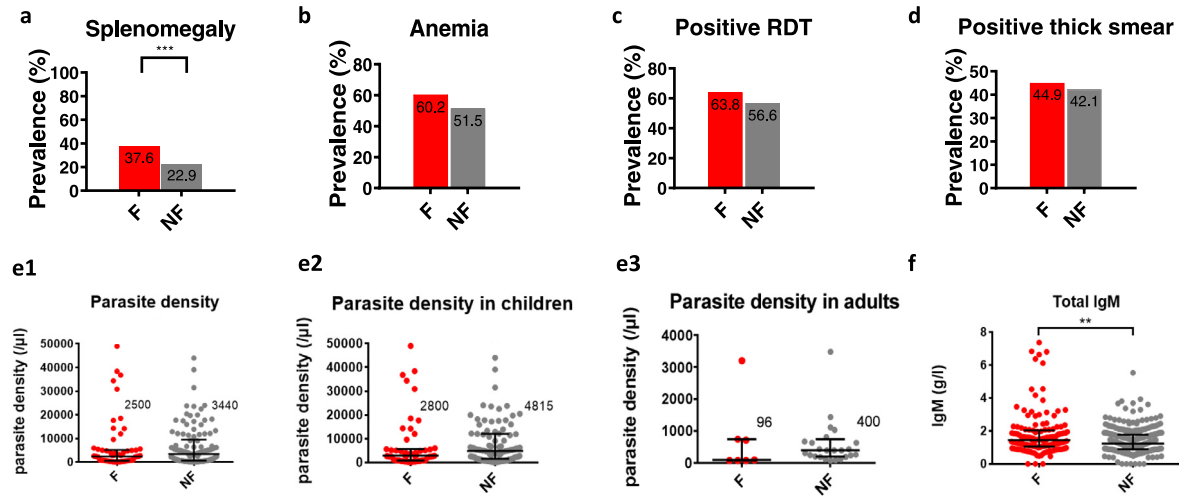 a
Splenomegaly
***
Prevalence (%)
100
80
60
40
20
0
37.6
22.9
F
NF
b
Anemia
Prevalence (%)
80
60
40
20
0
60.2
51.5
F
NF
c
Positive RDT
Prevalence (%)
80
60
40
20
0
63.8
56.6
F
NF
d
Positive thick smear
Prevalence (%)
50
40
30
20
10
0
44.9
42.1
F
NF
e1
Parasite density
parasite density (/µl)
50000
40000
30000
20000
10000
0
2500
3440
F
NF
e2
Parasite density in children
parasite density (/µl)
50000
40000
30000
20000
10000
0
2800
4815
F
NF
e3
Parasite density in adults
parasite density (/µl)
4000
3000
2000
1000
0
96
400
F
NF
f
Total IgM
**
IgM (g/l)
8
6
4
2
0
F
NF